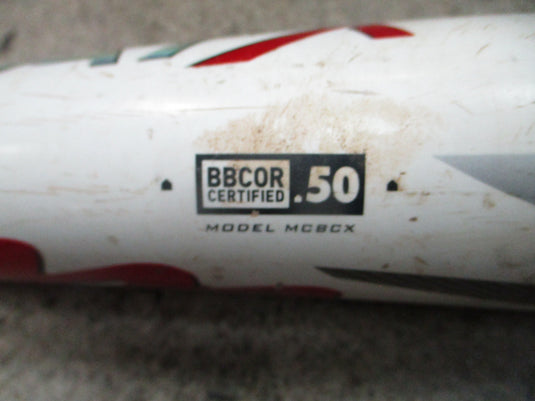 BBCOR
CERTIFIED .50
MODEL MCBCX